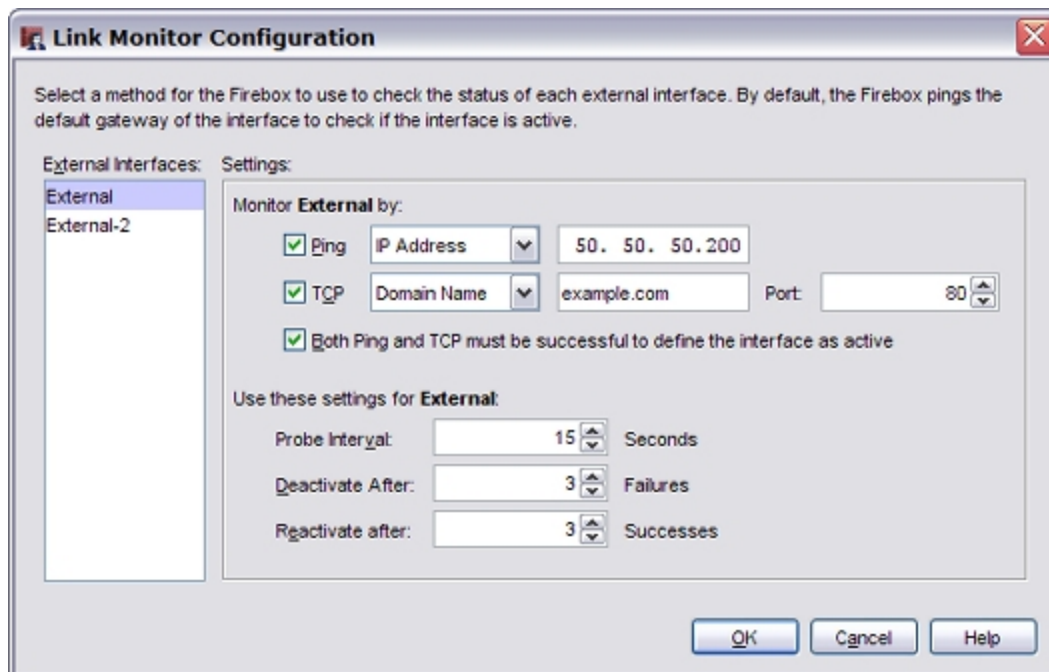 Link Monitor Configuration
Select a method for the Firebox to use to check the status of each external interface. By default, the Firebox pings the
default gateway of the interface to check if the interface is active.
External Interfaces: Settings:
External
External-2
Monitor External by:
Ping IP Address 50. 50. 50.200
TCP Domain Name example.com Port: 80
Both Ping and TCP must be successful to define the interface as active
Use these settings for External:
Probe Interval: 15 Seconds
Deactivate After: 3 Failures
Reactivate after: 3 Successes
OK Cancel Help